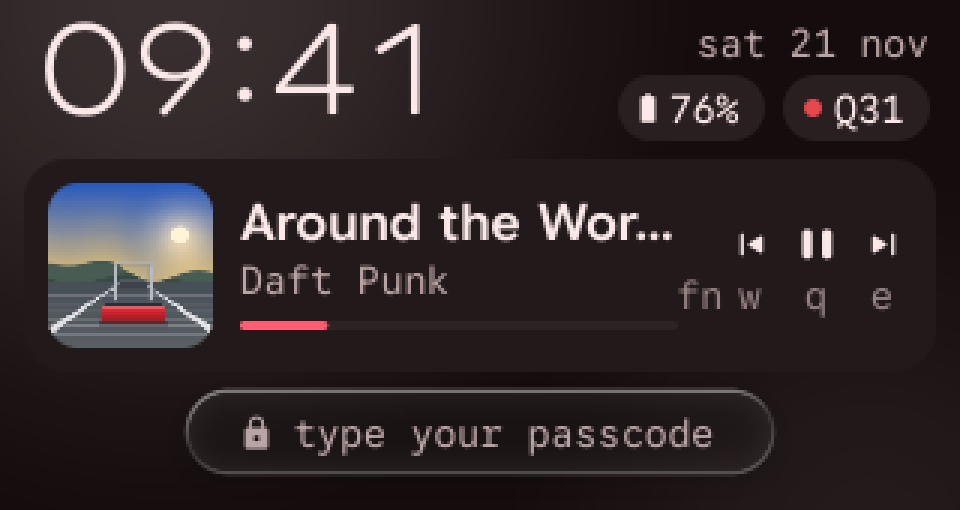 09:41
sat 21 nov
76%
Q31
Around the Wor...
Daft Punk
fn w q e
type your passcode